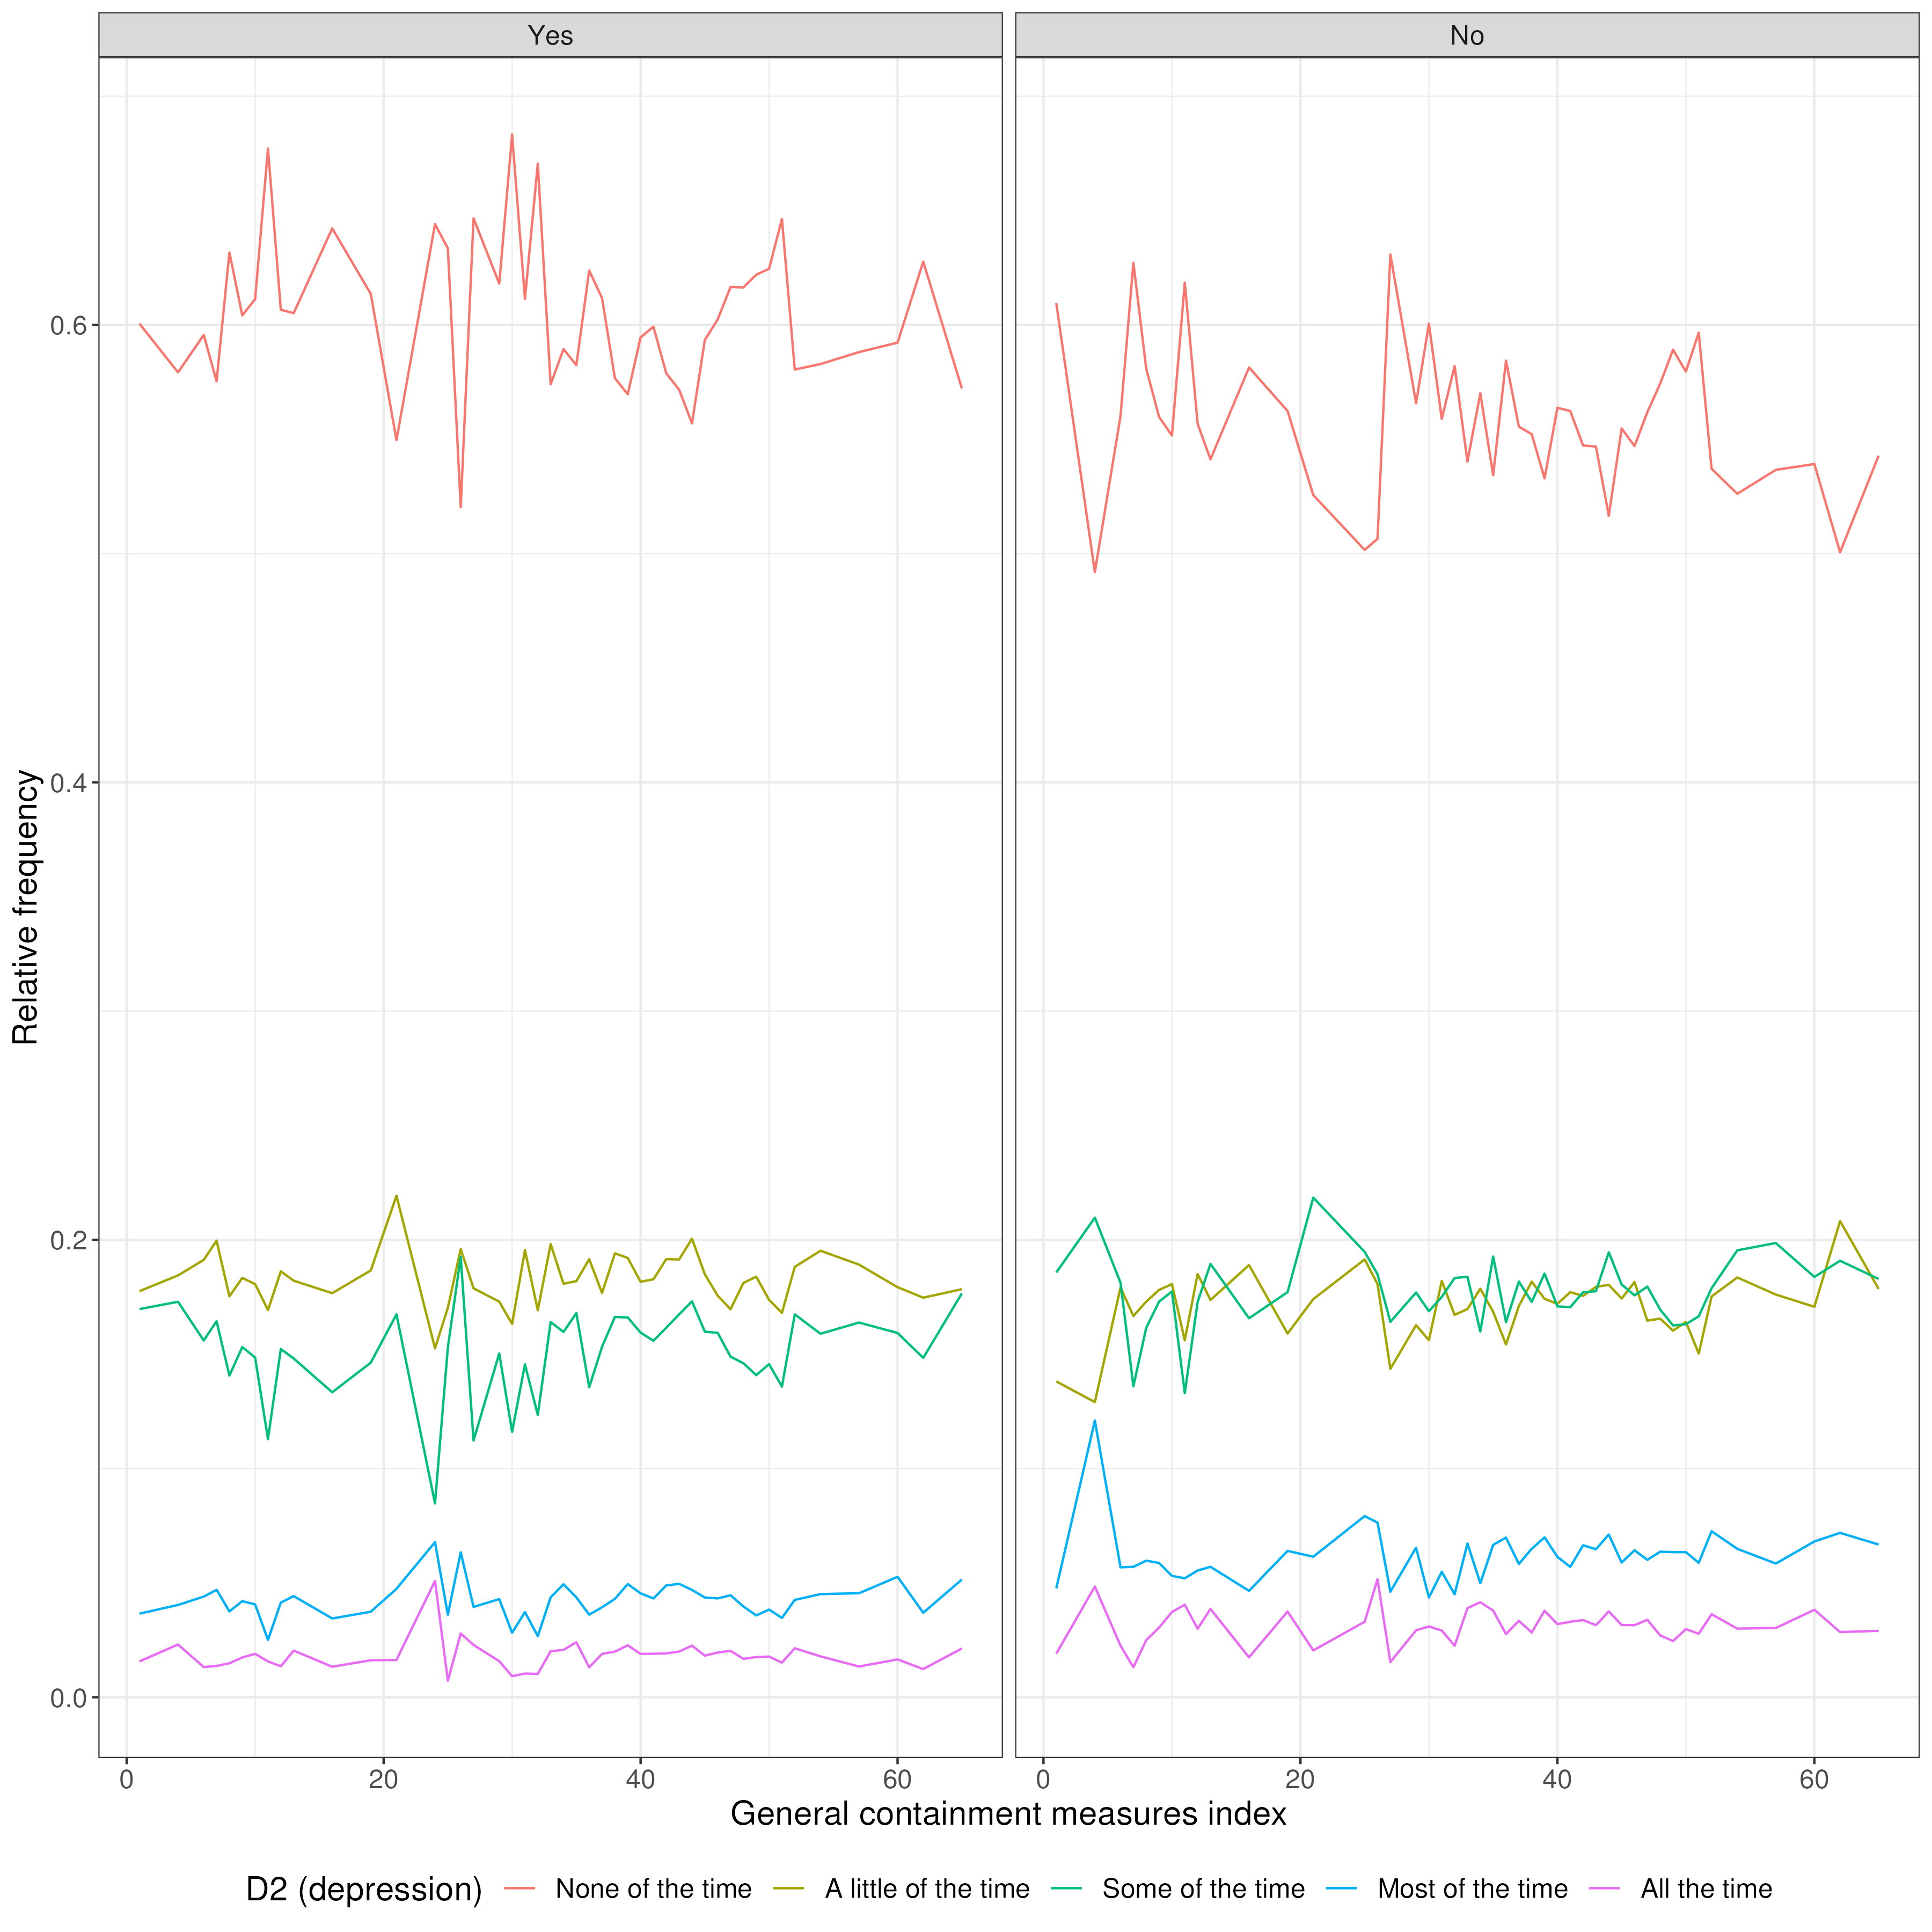 Yes No
0.6
0.4
0.2
0.0
Relative frequency
0 20 40 60 0 20 40 60
General containment measures index
D2 (depression) None of the time A little of the time Some of the time Most of the time All the time